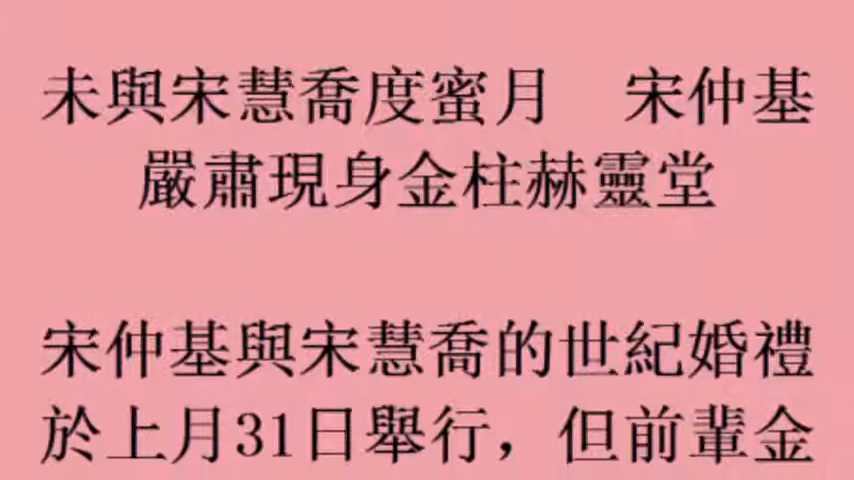 未與宋慧喬度蜜月　宋仲基
嚴肅現身金柱赫靈堂
宋仲基與宋慧喬的世紀婚禮
於上月31日舉行，但前輩金